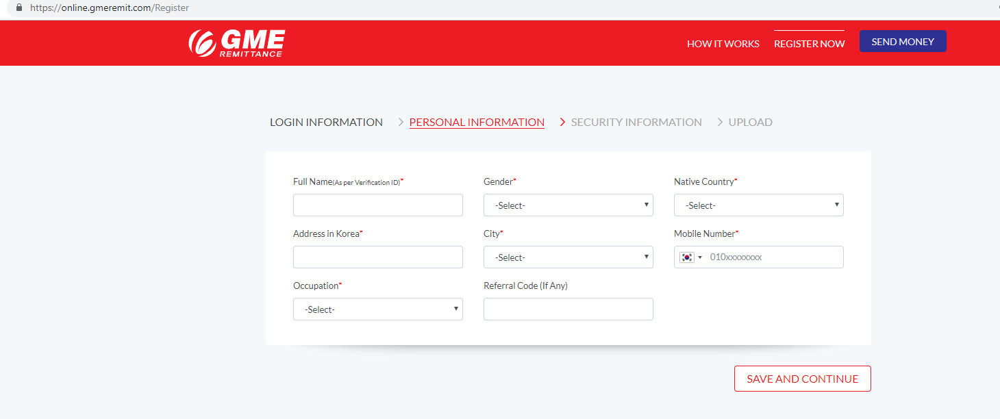 https://online.gmeremit.com/Register
GME
REMITTANCE
HOW IT WORKS
REGISTER NOW
SEND MONEY
LOGIN INFORMATION > PERSONAL INFORMATION > SECURITY INFORMATION > UPLOAD
Full Name(As per Verification ID)*
Gender*
Native Country*
-Select-
-Select-
Address in Korea*
City*
Mobile Number*
-Select-
010xxxxxxxx
Occupation*
Referral Code (If Any)
-Select-
SAVE AND CONTINUE